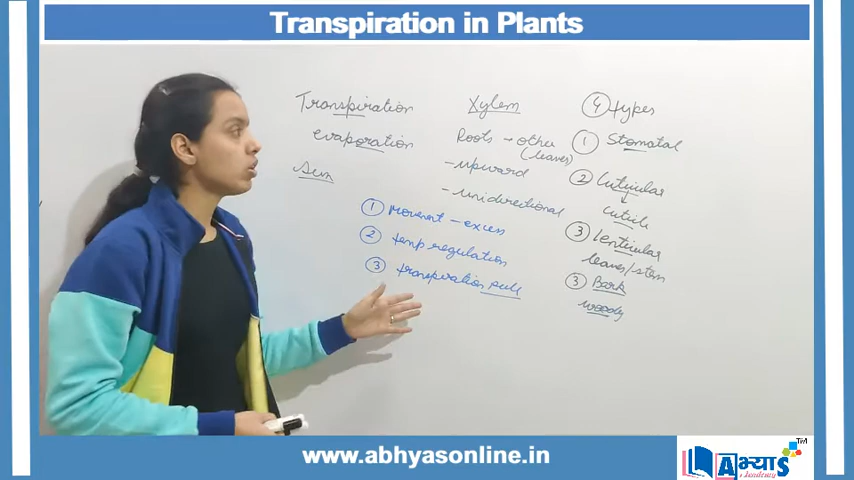 Transpiration in Plants
Transpiration
evaporation
Sun
Xylem
Roots → other
(leaves)
- upward
- unidirectional
① Movement - excess
② temp regulation
③ transpiration pull
④ types
① Stomatal
② Cuticular
↓
cuticle
③ lenticular
leaves/stem
③ Bark
woody
www.abhyasonline.in
अभ्यास
Academy
TM